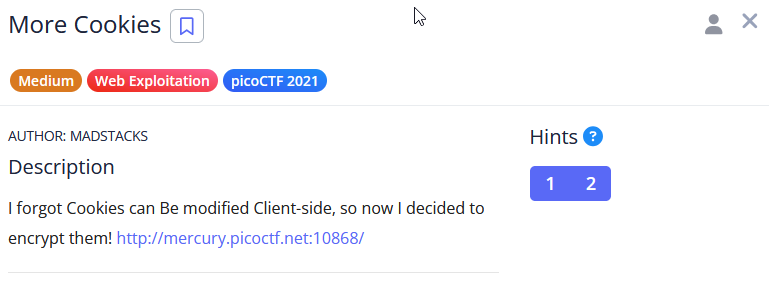 More Cookies
Medium Web Exploitation picoCTF 2021
AUTHOR: MADSTACKS
Description
I forgot Cookies can Be modified Client-side, so now I decided to
encrypt them! http://mercury.picoctf.net:10868/
Hints ?
1 2